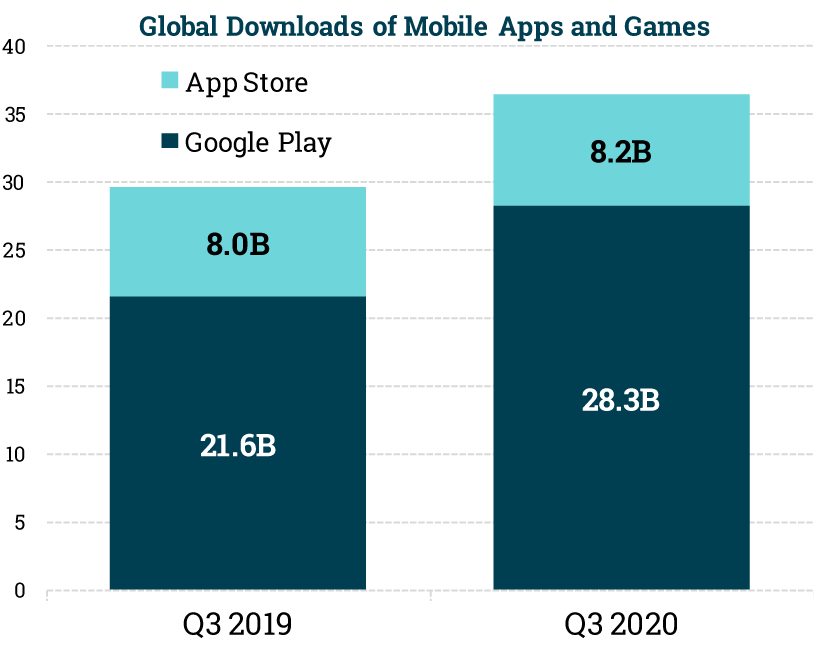 Global Downloads of Mobile Apps and Games
40
App Store
35
Google Play
30
8.2B
25
8.0B
20
15
28.3B
10
21.6B
5
0
Q3 2019
Q3 2020